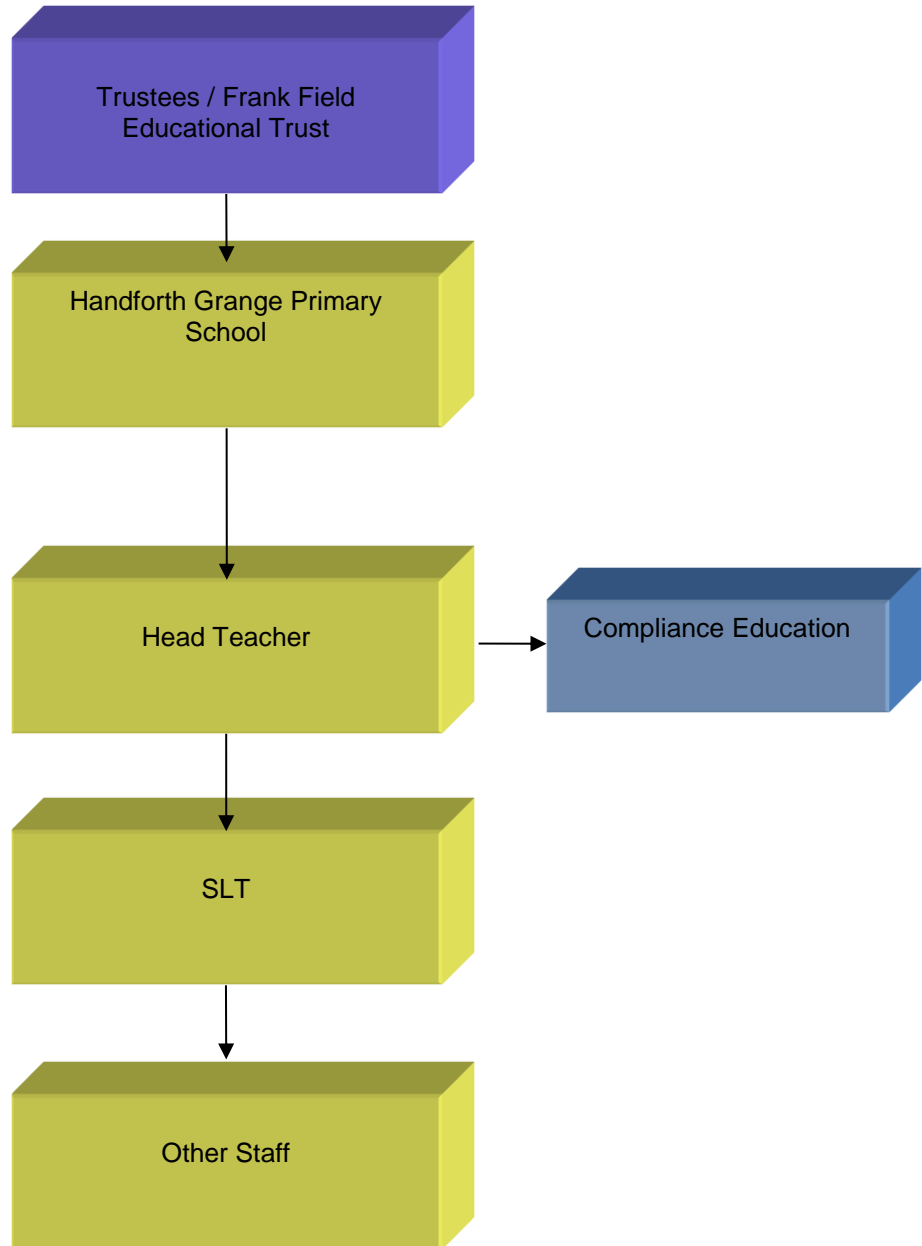 Trustees / Frank Field
Educational Trust
Handforth Grange Primary
School
Head Teacher
Compliance Education
SLT
Other Staff